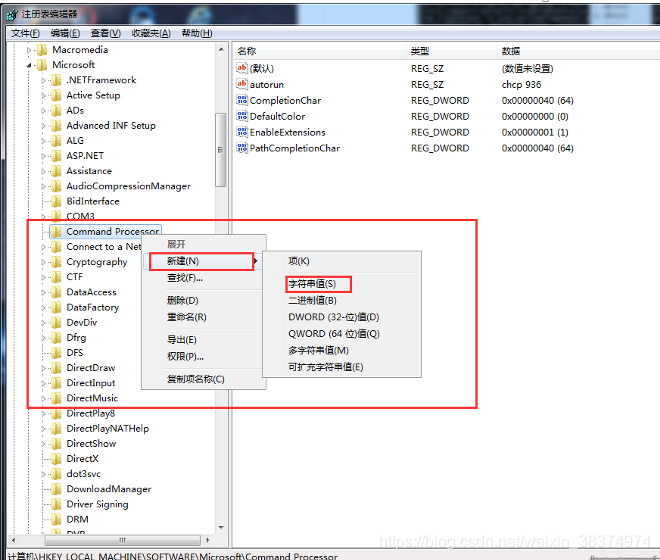 注册表编辑器
文件(F) 编辑(E) 查看(V) 收藏夹(A) 帮助(H)
Macromedia
Microsoft
.NETFramework
Active Setup
ADs
Advanced INF Setup
ALG
ASP.NET
Assistance
AudioCompressionManager
BidInterface
COM3
Command Processor
Connect to a Net
Cryptography
CTF
DataAccess
DataFactory
DevDiv
Dfrg
DFS
DirectDraw
DirectInput
DirectMusic
DirectPlay8
DirectPlayNATHelp
DirectShow
DirectX
dot3svc
DownloadManager
Driver Signing
DRM
DVR
名称 类型 数据
(默认) REG_SZ (数值未设置)
autorun REG_SZ chcp 936
CompletionChar REG_DWORD 0x00000040 (64)
DefaultColor REG_DWORD 0x00000000 (0)
EnableExtensions REG_DWORD 0x00000001 (1)
PathCompletionChar REG_DWORD 0x00000040 (64)
展开
新建(N)
查找(F)...
删除(D)
重命名(R)
导出(E)
权限(P)...
复制项名称(C)
项(K)
字符串值(S)
二进制值(B)
DWORD (32-位)值(D)
QWORD (64 位)值(Q)
多字符串值(M)
可扩充字符串值(E)
https://blog.csdn.net/weixin_38374974
计算机\HKEY_LOCAL_MACHINE\SOFTWARE\Microsoft\Command Processor